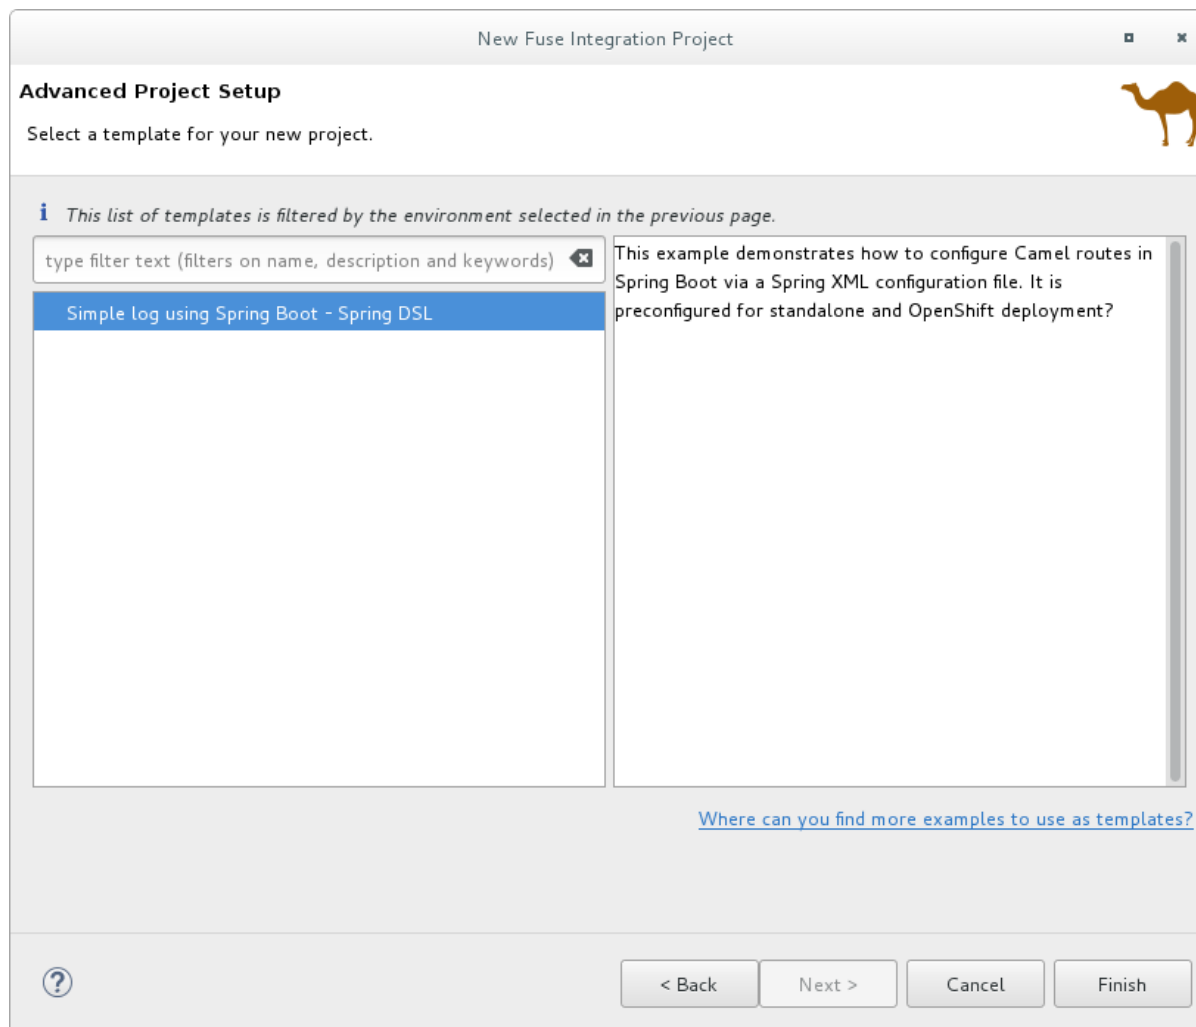 New Fuse Integration Project
Advanced Project Setup
Select a template for your new project.
This list of templates is filtered by the environment selected in the previous page.
type filter text (filters on name, description and keywords)
Simple log using Spring Boot - Spring DSL
This example demonstrates how to configure Camel routes in
Spring Boot via a Spring XML configuration file. It is
preconfigured for standalone and OpenShift deployment?
Where can you find more examples to use as templates?
< Back
Next >
Cancel
Finish